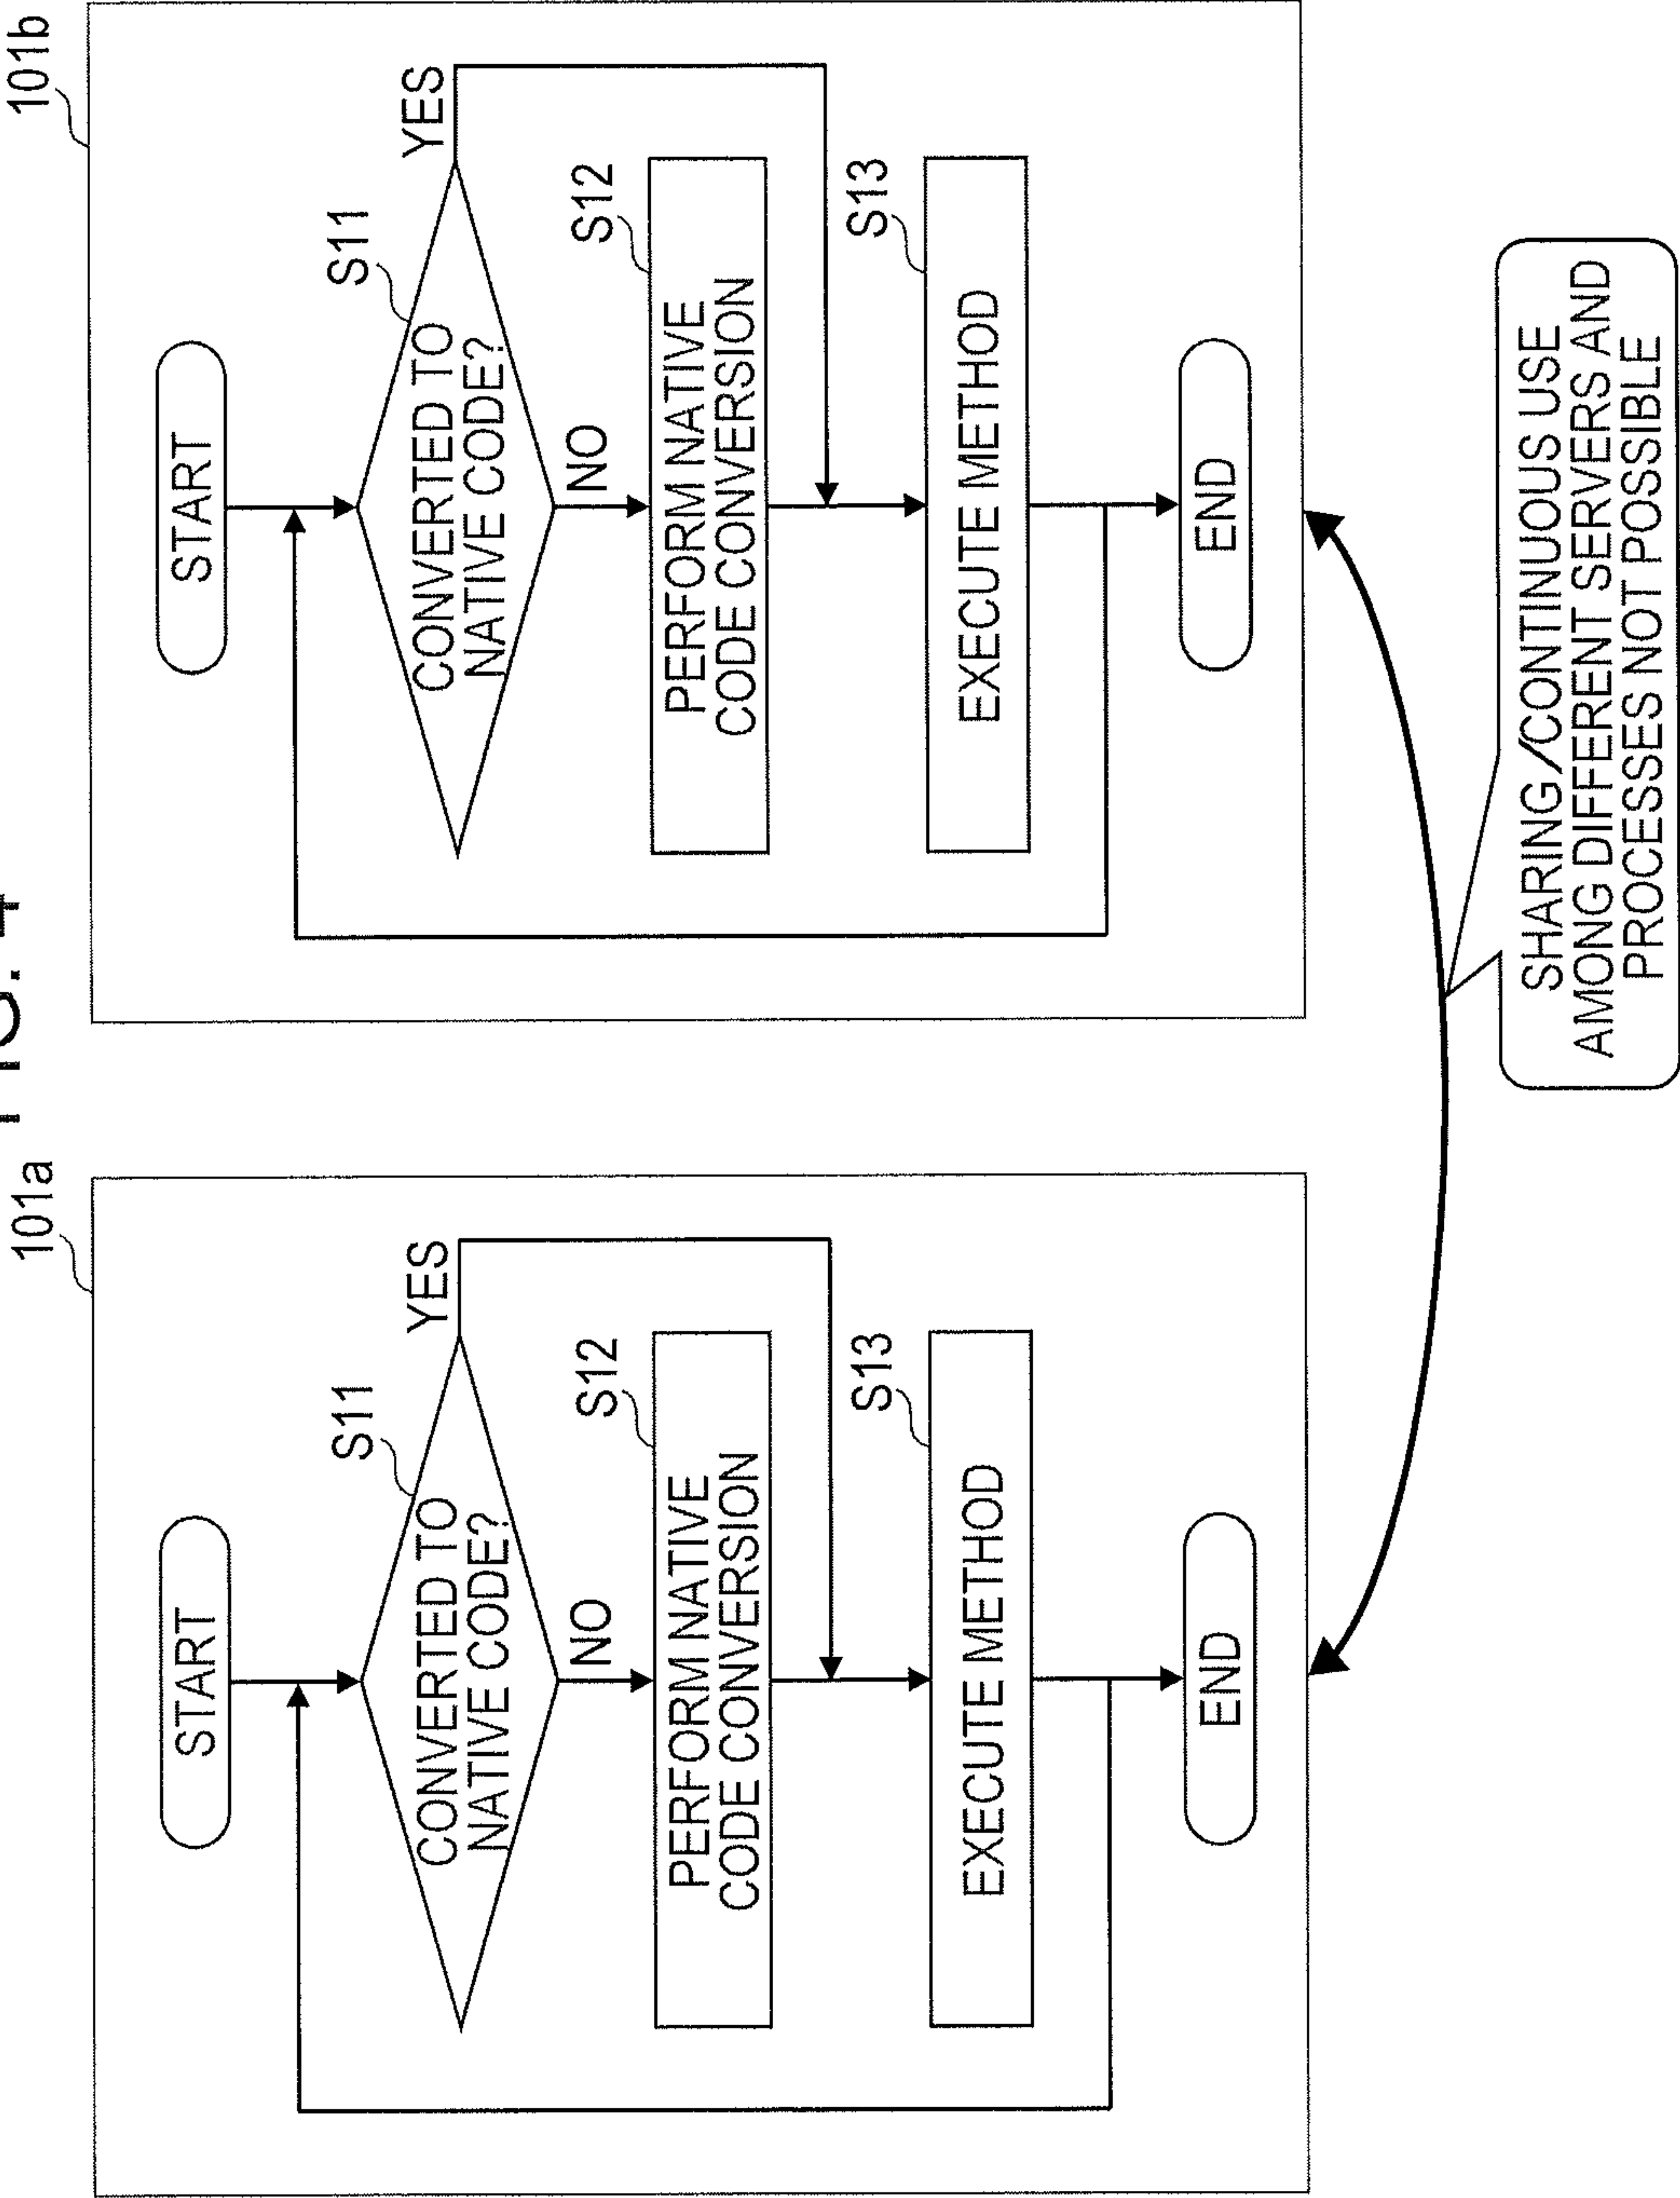 101a
START
S11
CONVERTED TO
NATIVE CODE?
YES
NO
S12
PERFORM NATIVE
CODE CONVERSION
S13
EXECUTE METHOD
END
101b
START
S11
CONVERTED TO
NATIVE CODE?
YES
NO
S12
PERFORM NATIVE
CODE CONVERSION
S13
EXECUTE METHOD
END
SHARING/CONTINUOUS USE
AMONG DIFFERENT SERVERS AND
PROCESSES NOT POSSIBLE